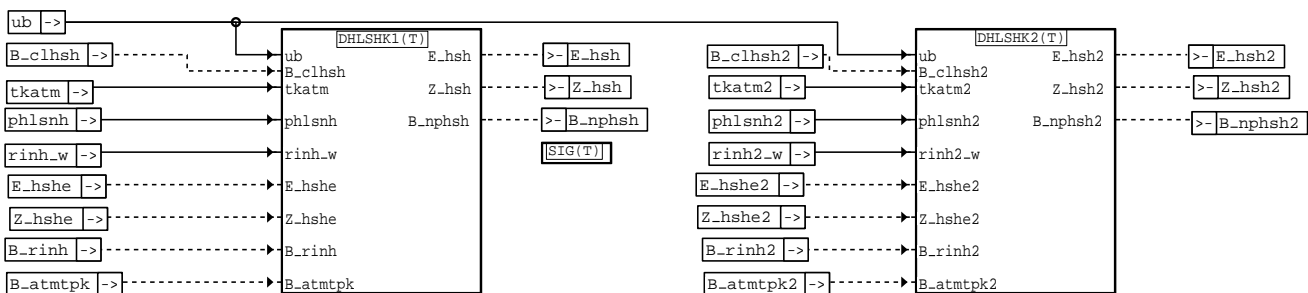 ub ->
B_clhsh ->
tkatm ->
phlsnh ->
rinh_w ->
E_hshe ->
Z_hshe ->
B_rinh ->
B_atmtpk ->
DHLSHK1(T)
ub
B_clhsh
tkatm
phlsnh
rinh_w
E_hshe
Z_hshe
B_rinh
B_atmtpk
E_hsh
Z_hsh
B_nphsh
>- E_hsh
>- Z_hsh
>- B_nphsh
SIG(T)
B_clhsh2 ->
tkatm2 ->
phlsnh2 ->
rinh2_w ->
E_hshe2 ->
Z_hshe2 ->
B_rinh2 ->
B_atmtpk2 ->
DHLSHK2(T)
ub
B_clhsh2
tkatm2
phlsnh2
rinh2_w
E_hshe2
Z_hshe2
B_rinh2
B_atmtpk2
E_hsh2
Z_hsh2
B_nphsh2
>- E_hsh2
>- Z_hsh2
>- B_nphsh2